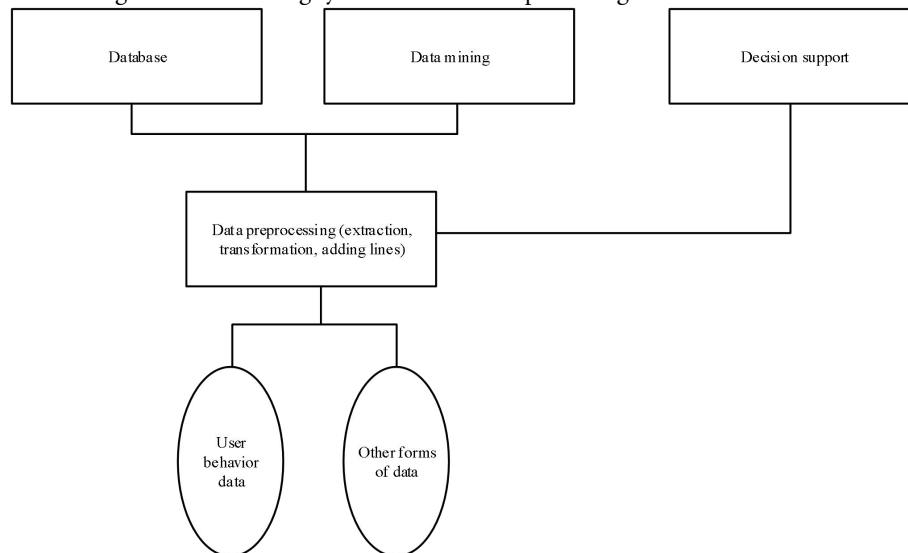 Database
Data mining
Decision support
Data preprocessing (extraction,
transformation, adding lines)
User
behavior
data
Other forms
of data